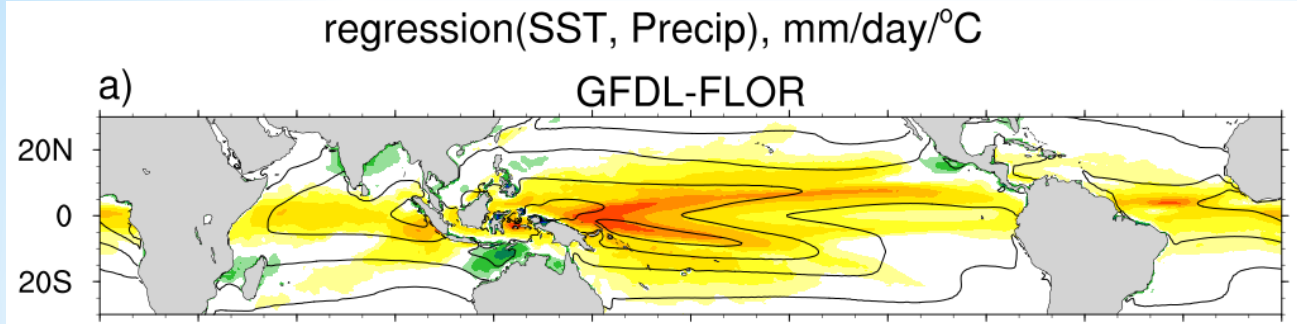 regression(SST, Precip), mm/day/°C
a)
GFDL-FLOR
20N
0
20S